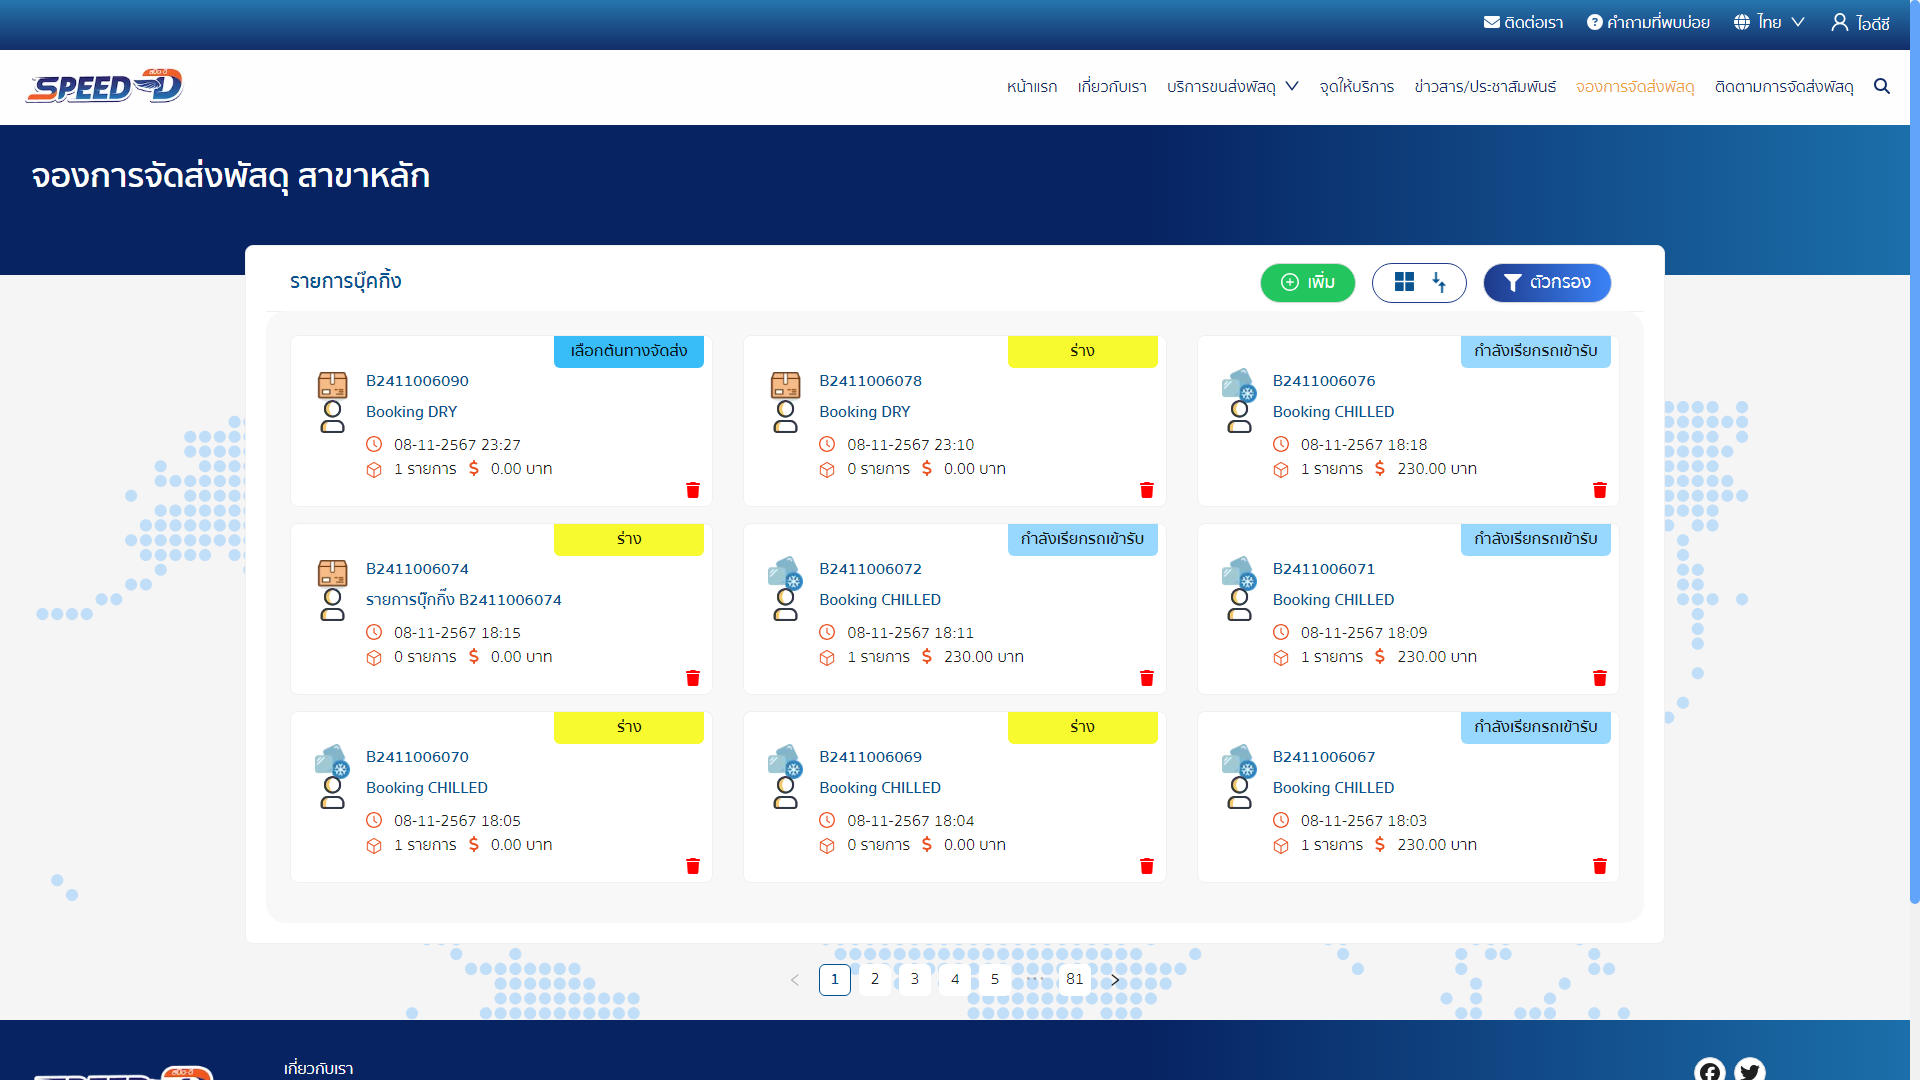 ติดต่อเรา คำถามที่พบบ่อย ไทย ไอดีซี
SPEED-D สปีด-ดี
หน้าแรก เกี่ยวกับเรา บริการขนส่งพัสดุ จุดให้บริการ ข่าวสาร/ประชาสัมพันธ์ จองการจัดส่งพัสดุ ติดตามการจัดส่งพัสดุ
จองการจัดส่งพัสดุ สาขาหลัก
รายการบุ๊คกิ้ง เพิ่ม ตัวกรอง
เลือกต้นทางจัดส่ง
B2411006090
Booking DRY
08-11-2567 23:27
1 รายการ $ 0.00 บาท
ร่าง
B2411006078
Booking DRY
08-11-2567 23:10
0 รายการ $ 0.00 บาท
กำลังเรียกรถเข้ารับ
B2411006076
Booking CHILLED
08-11-2567 18:18
1 รายการ $ 230.00 บาท
ร่าง
B2411006074
รายการบุ๊กกิ๊ง B2411006074
08-11-2567 18:15
0 รายการ $ 0.00 บาท
กำลังเรียกรถเข้ารับ
B2411006072
Booking CHILLED
08-11-2567 18:11
1 รายการ $ 230.00 บาท
กำลังเรียกรถเข้ารับ
B2411006071
Booking CHILLED
08-11-2567 18:09
1 รายการ $ 230.00 บาท
ร่าง
B2411006070
Booking CHILLED
08-11-2567 18:05
1 รายการ $ 0.00 บาท
ร่าง
B2411006069
Booking CHILLED
08-11-2567 18:04
0 รายการ $ 0.00 บาท
กำลังเรียกรถเข้ารับ
B2411006067
Booking CHILLED
08-11-2567 18:03
1 รายการ $ 230.00 บาท
< 1 2 3 4 5 ••• 81 >
เกี่ยวกับเรา